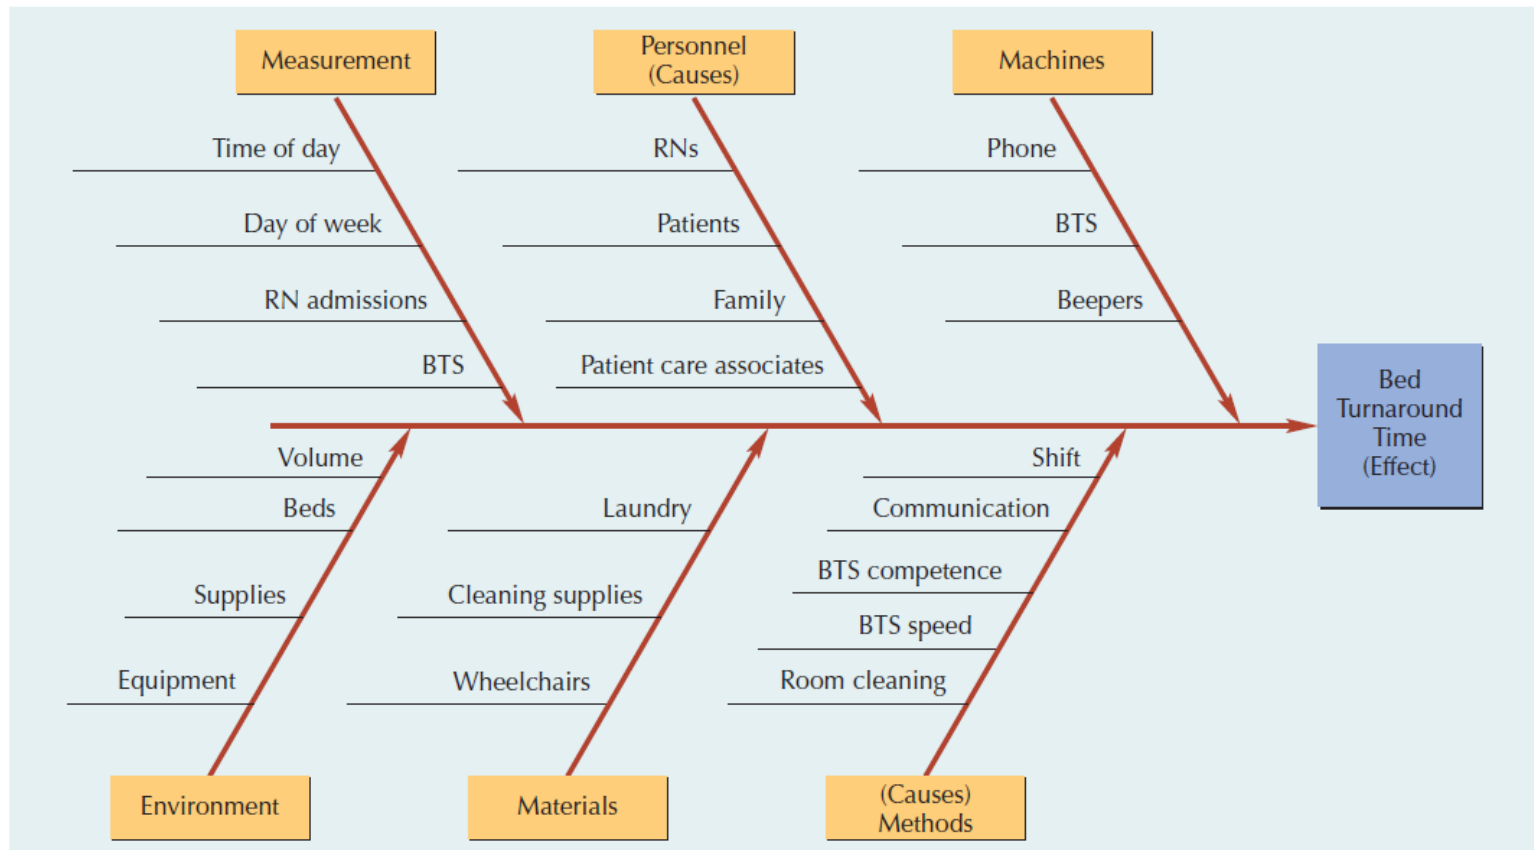 Measurement
Personnel
(Causes)
Machines
Time of day
RNs
Phone
Day of week
Patients
BTS
RN admissions
Family
Beepers
BTS
Patient care associates
Bed
Turnaround
Time
(Effect)
Volume
Shift
Beds
Laundry
Communication
BTS competence
Supplies
Cleaning supplies
BTS speed
Equipment
Wheelchairs
Room cleaning
Environment
Materials
(Causes)
Methods